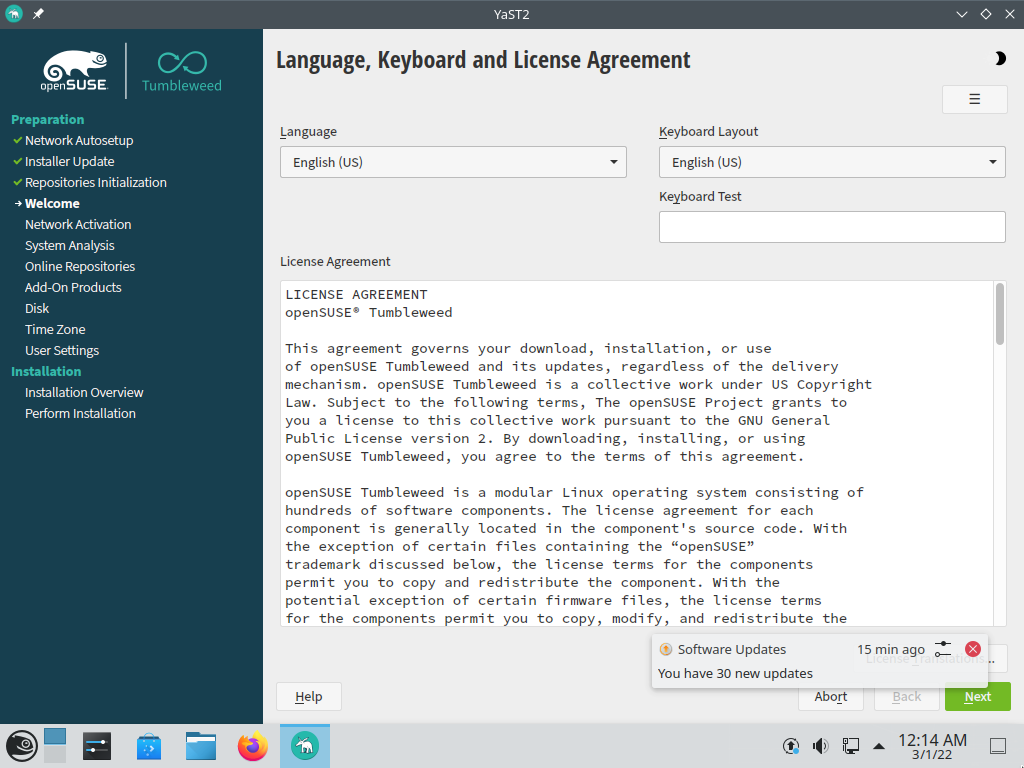 YaST2
openSUSE
Tumbleweed
Preparation
Network Autosetup
Installer Update
Repositories Initialization
Welcome
Network Activation
System Analysis
Online Repositories
Add-On Products
Disk
Time Zone
User Settings
Installation
Installation Overview
Perform Installation
Language, Keyboard and License Agreement
Language
Keyboard Layout
English (US)
English (US)
Keyboard Test
License Agreement
LICENSE AGREEMENT
openSUSE® Tumbleweed
This agreement governs your download, installation, or use
of openSUSE Tumbleweed and its updates, regardless of the delivery
mechanism. openSUSE Tumbleweed is a collective work under US Copyright
Law. Subject to the following terms, The openSUSE Project grants to
you a license to this collective work pursuant to the GNU General
Public License version 2. By downloading, installing, or using
openSUSE Tumbleweed, you agree to the terms of this agreement.
openSUSE Tumbleweed is a modular Linux operating system consisting of
hundreds of software components. The license agreement for each
component is generally located in the component's source code. With
the exception of certain files containing the “openSUSE”
trademark discussed below, the license terms for the components
permit you to copy and redistribute the component. With the
potential exception of certain firmware files, the license terms
for the components permit you to copy, modify, and redistribute the
Software Updates
15 min ago
License Translations...
You have 30 new updates
Help
Abort
Back
Next
12:14 AM
3/1/22